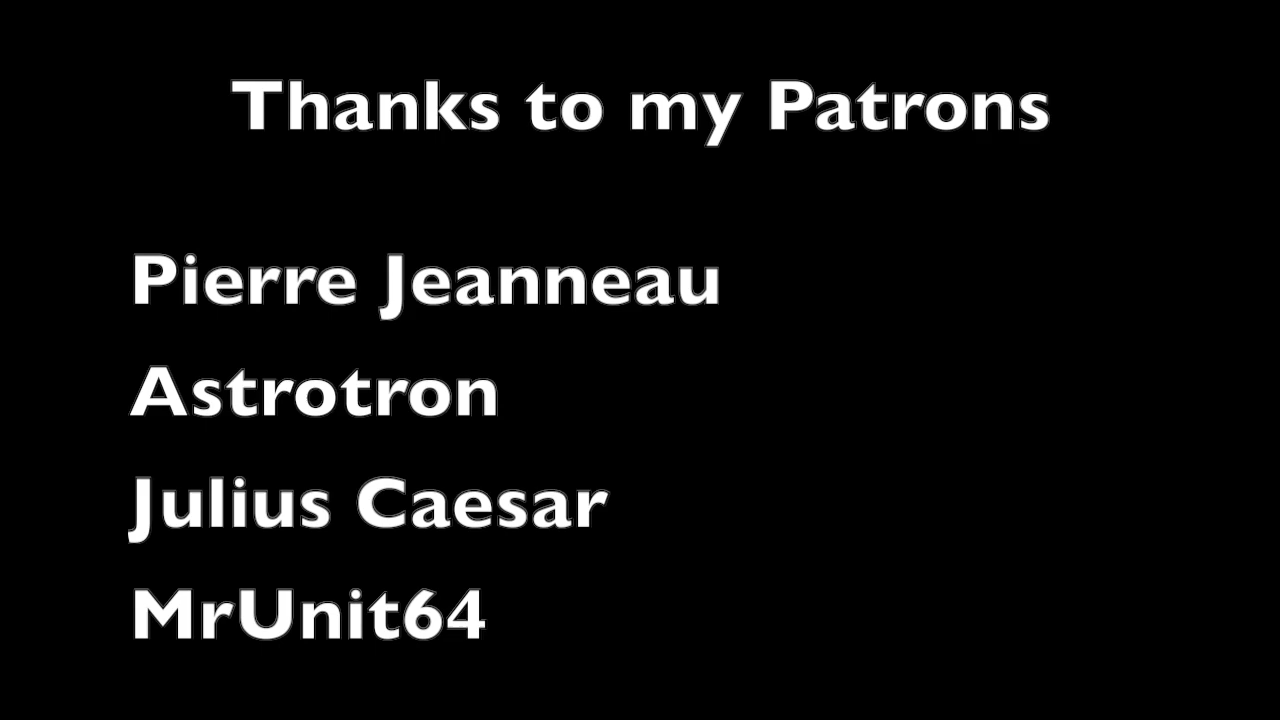 Thanks to my Patrons
Pierre Jeanneau
Astrotron
Julius Caesar
MrUnit64